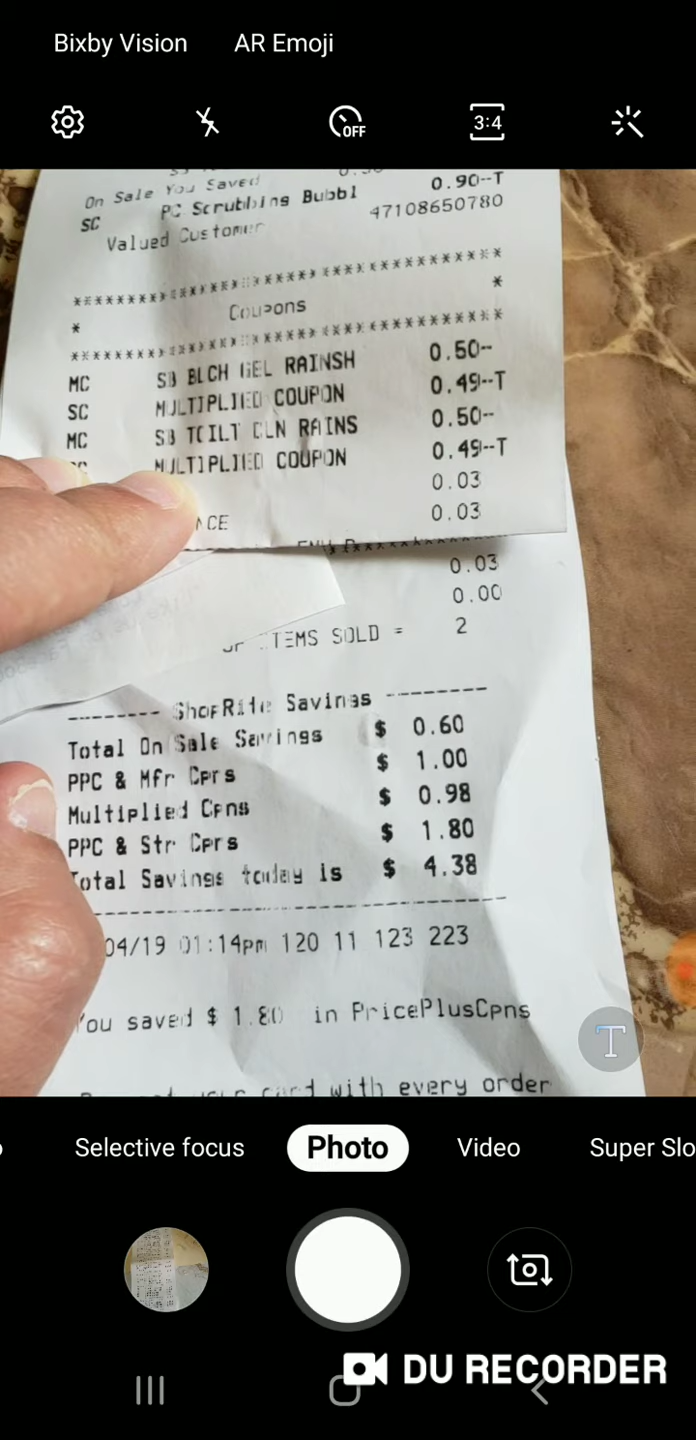 Bixby Vision AR Emoji
OFF 3:4
On Sale You Saved
0.90--T
SC PC Scrubbing Bubbl
47108650780
Valued Customer
**************************************
* Coupons *
**************************************
MC SB BLCH GEL RAINSH 0.50--
SC MULTIPLIED COUPON 0.49--T
MC SB TOILT CLN RAINS 0.50--
MULTIPLIED COUPON 0.49--T
0.03
0.03
0.03
0.00
ITEMS SOLD = 2
-------- ShopRite Savings ---------
Total On Sale Savings $ 0.60
PPC & Mfr Cpns $ 1.00
Multiplied Cpns $ 0.98
PPC & Str Cpns $ 1.80
Total Savings today is $ 4.38
04/19 01:14pm 120 11 123 223
You saved $ 1.80 in PricePlusCpns
your card with every order
T
Selective focus Photo Video Super Slo
DU RECORDER